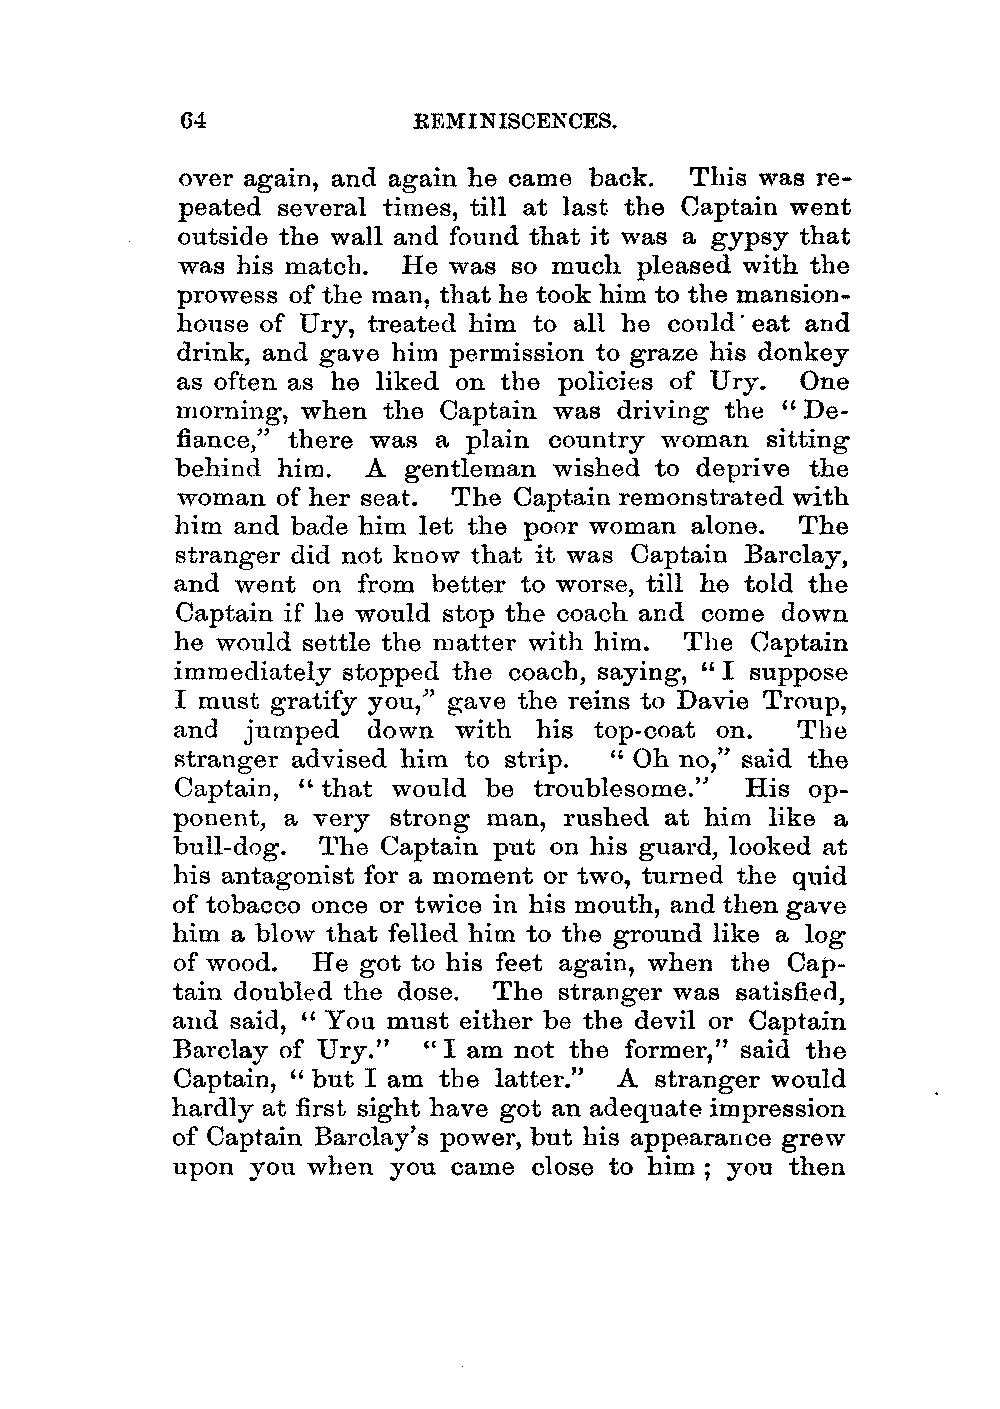 64 REMINISCENCES.
over again, and again he came back. This was re-
peated several times, till at last the Captain went
outside the wall and found that it was a gypsy that
was his match. He was so much pleased with the
prowess of the man, that he took him to the mansion-
house of Ury, treated him to all he could eat and
drink, and gave him permission to graze his donkey
as often as he liked on the policies of Ury. One
morning, when the Captain was driving the “De-
fiance,” there was a plain country woman sitting
behind him. A gentleman wished to deprive the
woman of her seat. The Captain remonstrated with
him and bade him let the poor woman alone. The
stranger did not know that it was Captain Barclay,
and went on from better to worse, till he told the
Captain if he would stop the coach and come down
he would settle the matter with him. The Captain
immediately stopped the coach, saying, “I suppose
I must gratify you,” gave the reins to Davie Troup,
and jumped down with his top-coat on. The
stranger advised him to strip. “Oh no,” said the
Captain, “that would be troublesome.” His op-
ponent, a very strong man, rushed at him like a
bull-dog. The Captain put on his guard, looked at
his antagonist for a moment or two, turned the quid
of tobacco once or twice in his mouth, and then gave
him a blow that felled him to the ground like a log
of wood. He got to his feet again, when the Cap-
tain doubled the dose. The stranger was satisfied,
and said, “You must either be the devil or Captain
Barclay of Ury.” “I am not the former,” said the
Captain, “but I am the latter.” A stranger would
hardly at first sight have got an adequate impression
of Captain Barclay’s power, but his appearance grew
upon you when you came close to him ; you then